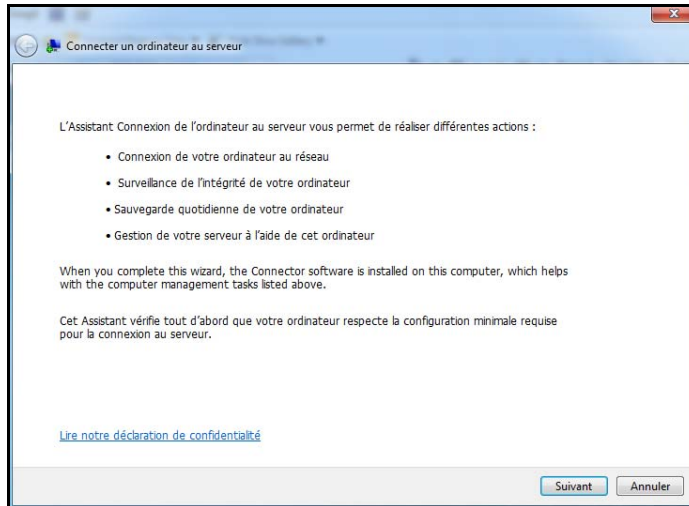 Connecter un ordinateur au serveur
L'Assistant Connexion de l'ordinateur au serveur vous permet de réaliser différentes actions :
• Connexion de votre ordinateur au réseau
• Surveillance de l'intégrité de votre ordinateur
• Sauvegarde quotidienne de votre ordinateur
• Gestion de votre serveur à l'aide de cet ordinateur
When you complete this wizard, the Connector software is installed on this computer, which helps
with the computer management tasks listed above.
Cet Assistant vérifie tout d'abord que votre ordinateur respecte la configuration minimale requise
pour la connexion au serveur.
Lire notre déclaration de confidentialité
Suivant
Annuler